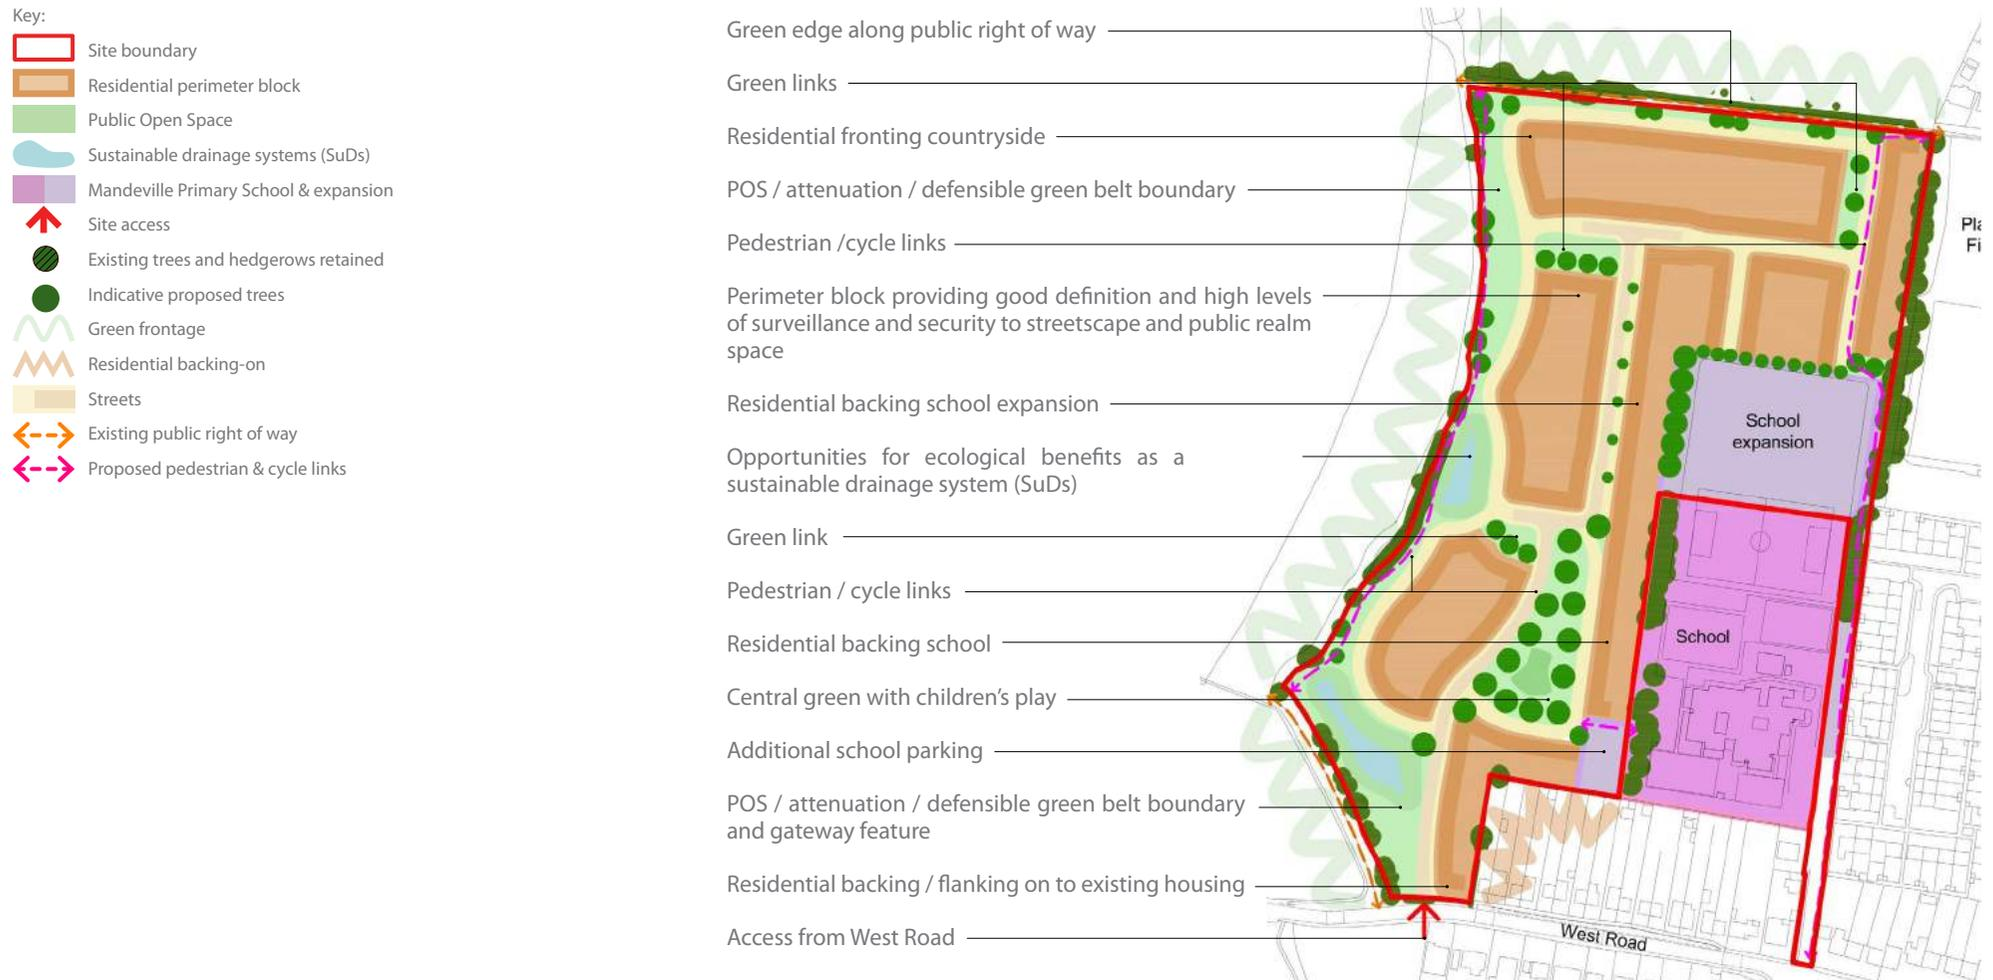 Key:
Site boundary
Residential perimeter block
Public Open Space
Sustainable drainage systems (SuDs)
Mandeville Primary School & expansion
Site access
Existing trees and hedgerows retained
Indicative proposed trees
Green frontage
Residential backing-on
Streets
Existing public right of way
Proposed pedestrian & cycle links
Green edge along public right of way
Green links
Residential fronting countryside
POS / attenuation / defensible green belt boundary
Pedestrian /cycle links
Perimeter block providing good definition and high levels
of surveillance and security to streetscape and public realm
space
Residential backing school expansion
Opportunities for ecological benefits as a
sustainable drainage system (SuDs)
Green link
Pedestrian / cycle links
Residential backing school
Central green with children's play
Additional school parking
POS / attenuation / defensible green belt boundary
and gateway feature
Residential backing / flanking on to existing housing
Access from West Road
Pla
Fi
School
expansion
School
West Road